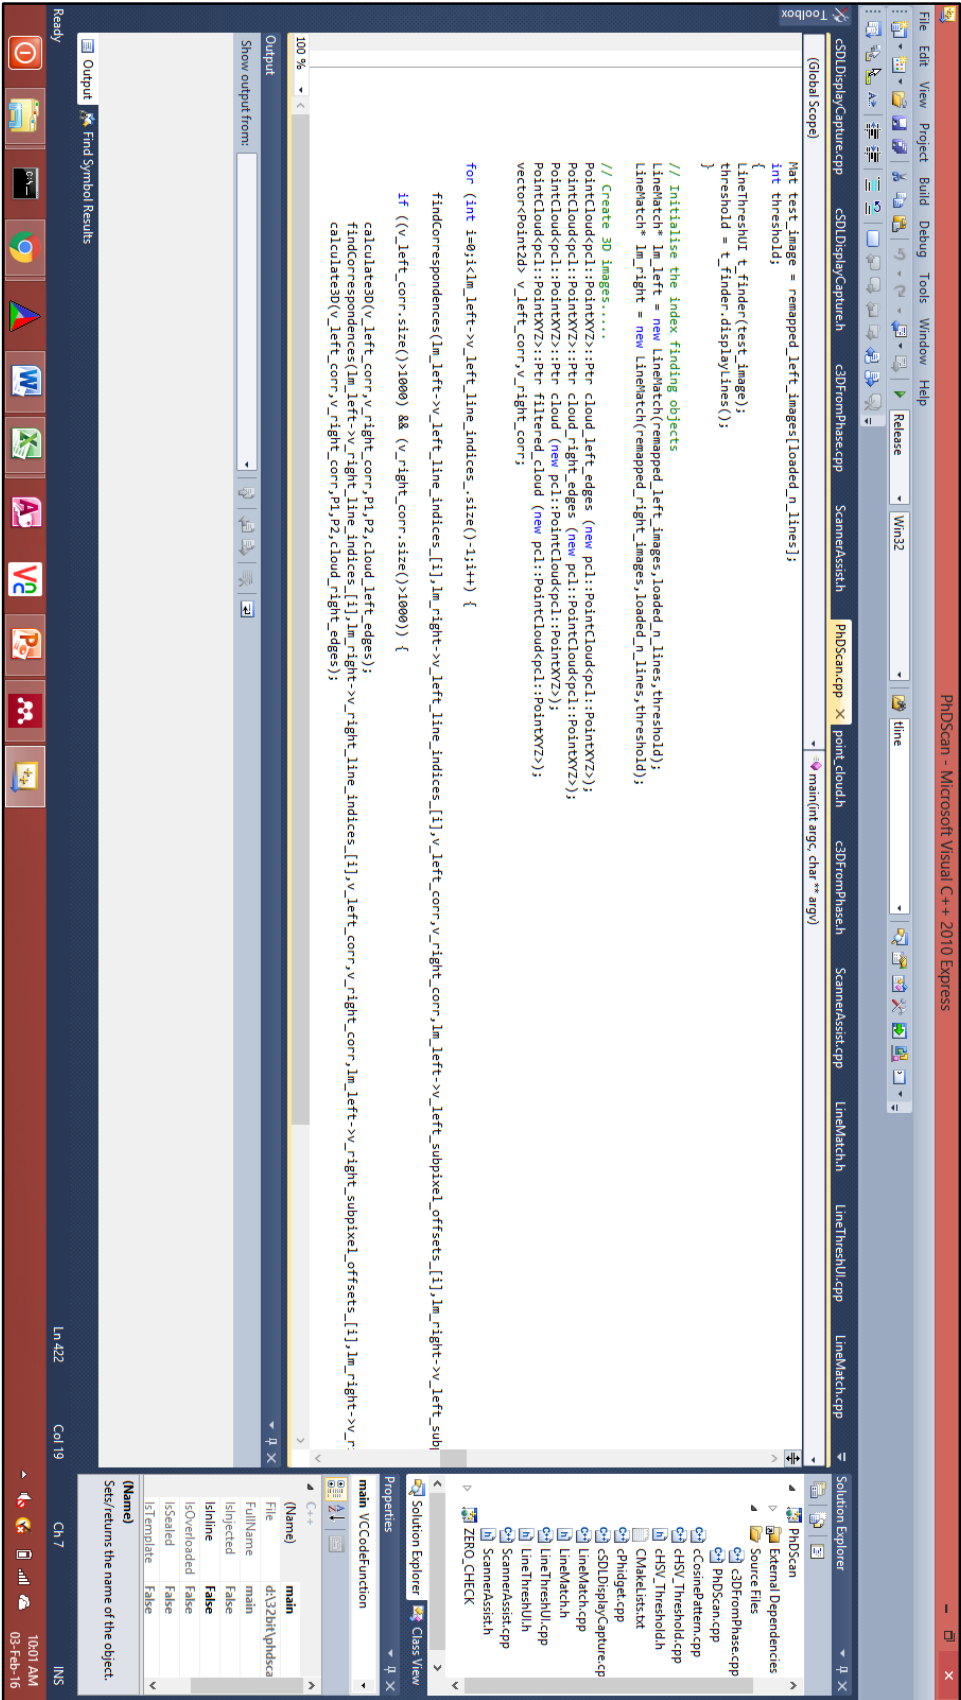 PhDScan - Microsoft Visual C++ 2010 Express
File Edit View Project Build Debug Tools Window Help
Release Win32 tline
Toolbox
cSDLDisplayCapture.cpp cSDLDisplayCapture.h c3DFromPhase.cpp ScannerAssist.h PhDScan.cpp point_cloud.h c3DFromPhase.h ScannerAssist.cpp LineMatch.h LineThreshUI.cpp LineMatch.cpp
(Global Scope) main(int argc, char ** argv)
Mat test_image = remapped_left_images[loaded_n_lines];
int threshold;
{
LineThreshUI t_finder(test_image);
threshold = t_finder.displayLines();
}
// Initialise the index finding objects
LineMatch* lm_left = new LineMatch(remapped_left_images,loaded_n_lines,threshold);
LineMatch* lm_right = new LineMatch(remapped_right_images,loaded_n_lines,threshold);
// Create 3D images.....
PointCloud<pcl::PointXYZ>::Ptr cloud_left_edges (new pcl::PointCloud<pcl::PointXYZ>);
PointCloud<pcl::PointXYZ>::Ptr cloud_right_edges (new pcl::PointCloud<pcl::PointXYZ>);
PointCloud<pcl::PointXYZ>::Ptr cloud (new pcl::PointCloud<pcl::PointXYZ>);
PointCloud<pcl::PointXYZ>::Ptr filtered_cloud (new pcl::PointCloud<pcl::PointXYZ>);
vector<Point2d> v_left_corr,v_right_corr;
for (int i=0;i<lm_left->v_left_line_indices_.size()-1;i++) {
findCorrespondences(lm_left->v_left_line_indices_[i],lm_right->v_left_line_indices_[i],v_left_corr,v_right_corr,lm_left->v_left_subpixel_offsets_[i],lm_right->v_left_subp
if ((v_left_corr.size()>1000) && (v_right_corr.size()>1000)) {
calculate3D(v_left_corr,v_right_corr,P1,P2,cloud_left_edges);
findCorrespondences(lm_left->v_right_line_indices_[i],lm_right->v_right_line_indices_[i],v_left_corr,v_right_corr,lm_left->v_right_subpixel_offsets_[i],lm_right->v_r:
calculate3D(v_left_corr,v_right_corr,P1,P2,cloud_right_edges);
100 %
Output
Show output from:
Output Find Symbol Results
Solution Explorer
PhDScan
External Dependencies
Source Files
c3DFromPhase.cpp
PhDScan.cpp
cCosinePattern.cpp
cHSV_Threshold.cpp
cHSV_Threshold.h
CMakeLists.txt
cPhidget.cpp
cSDLDisplayCapture.cp
LineMatch.cpp
LineMatch.h
LineThreshUI.cpp
LineThreshUI.h
ScannerAssist.cpp
ScannerAssist.h
ZERO_CHECK
Solution Explorer Class View
Properties
main VCCodeFunction
C++
(Name) main
File d:\32bit\phdsca
FullName main
IsInjected False
IsInline False
IsOverloaded False
IsSealed False
IsTemplate False
(Name)
Sets/returns the name of the object.
Ready Ln 422 Col 19 Ch 7 INS
10:01 AM
03-Feb-16